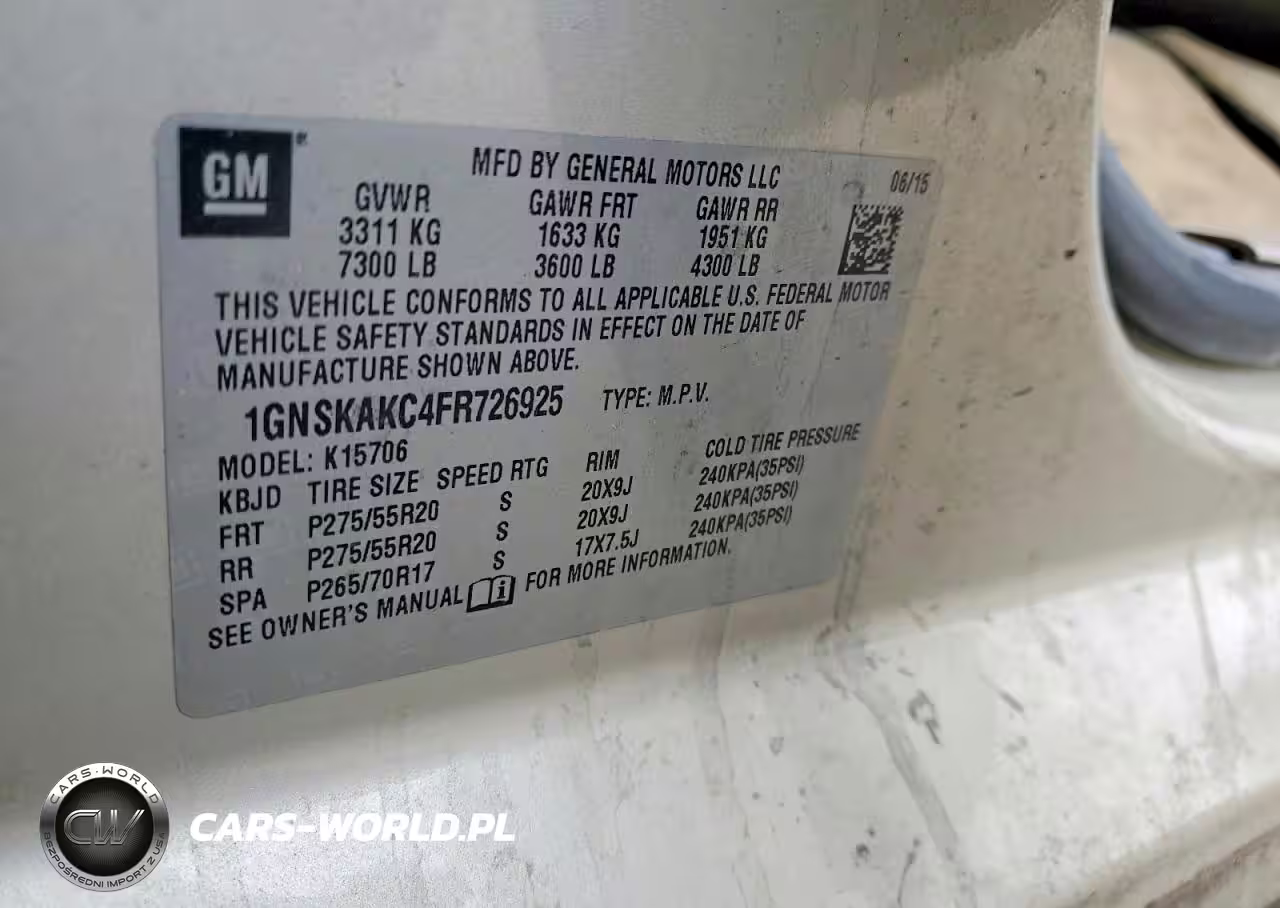 GM®
MFD BY GENERAL MOTORS LLC
06/15
GVWR GAWR FRT GAWR RR
3311 KG 1633 KG 1951 KG
7300 LB 3600 LB 4300 LB
THIS VEHICLE CONFORMS TO ALL APPLICABLE U.S. FEDERAL MOTOR
VEHICLE SAFETY STANDARDS IN EFFECT ON THE DATE OF
MANUFACTURE SHOWN ABOVE.
1GNSKAKC4FR726925 TYPE: M.P.V.
MODEL: K15706
KBJD TIRE SIZE SPEED RTG RIM COLD TIRE PRESSURE
FRT P275/55R20 S 20X9J 240KPA(35PSI)
RR P275/55R20 S 20X9J 240KPA(35PSI)
SPA P265/70R17 S 17X7.5J 240KPA(35PSI)
SEE OWNER'S MANUAL i FOR MORE INFORMATION.
CARS-WORLD
CW
BEZPOŚREDNI IMPORT Z USA
CARS-WORLD.PL